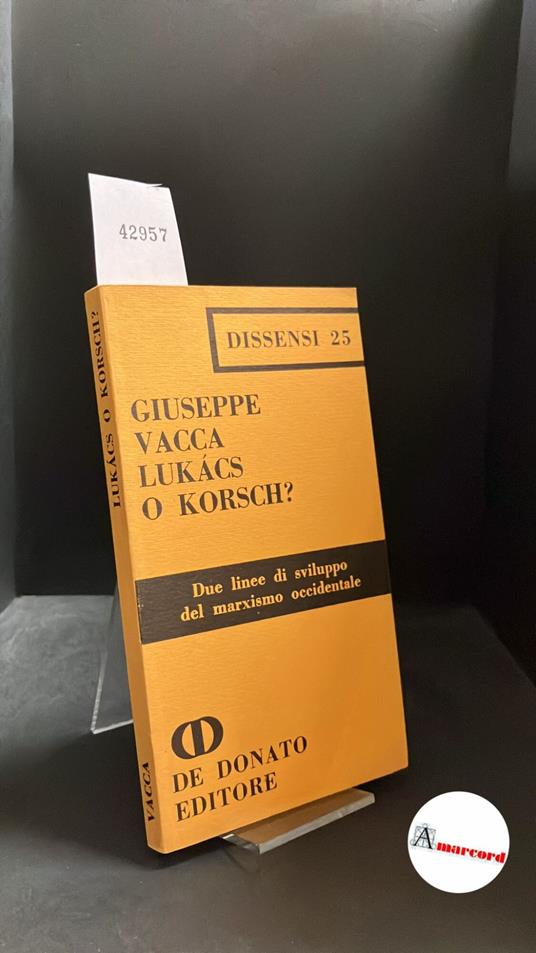 42957
DISSENSI 25
GIUSEPPE
VACCA
LUKÁCS
O KORSCH?
Due linee di sviluppo
del marxismo occidentale
DE DONATO
EDITORE
LUKÁCS O KORSCH?
VACCA
Amarcord